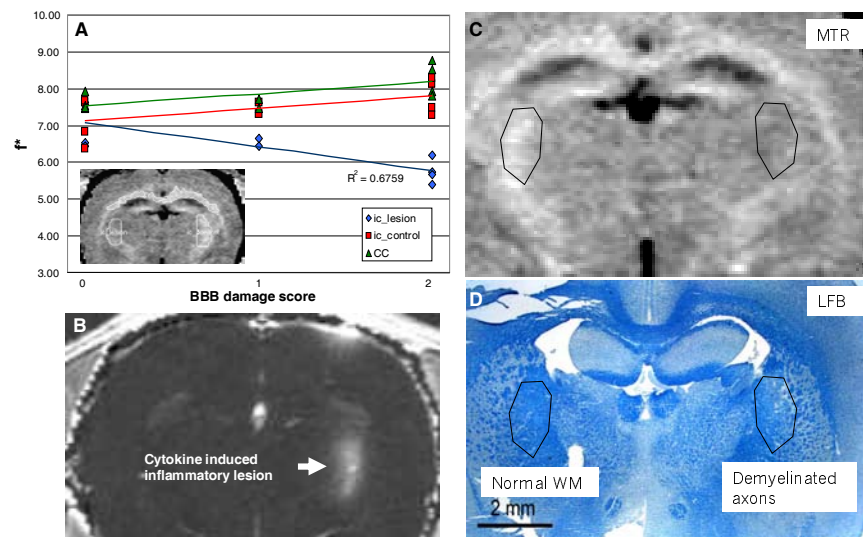 10.00
9.00
8.00
7.00
6.00
5.00
4.00
3.00
f*
A
R² = 0.6759
ic_lesion
ic_control
CC
0
1
2
BBB damage score
B
Cytokine induced
inflammatory lesion
C
MTR
D
LFB
Normal WM
Demyelinated
axons
2 mm